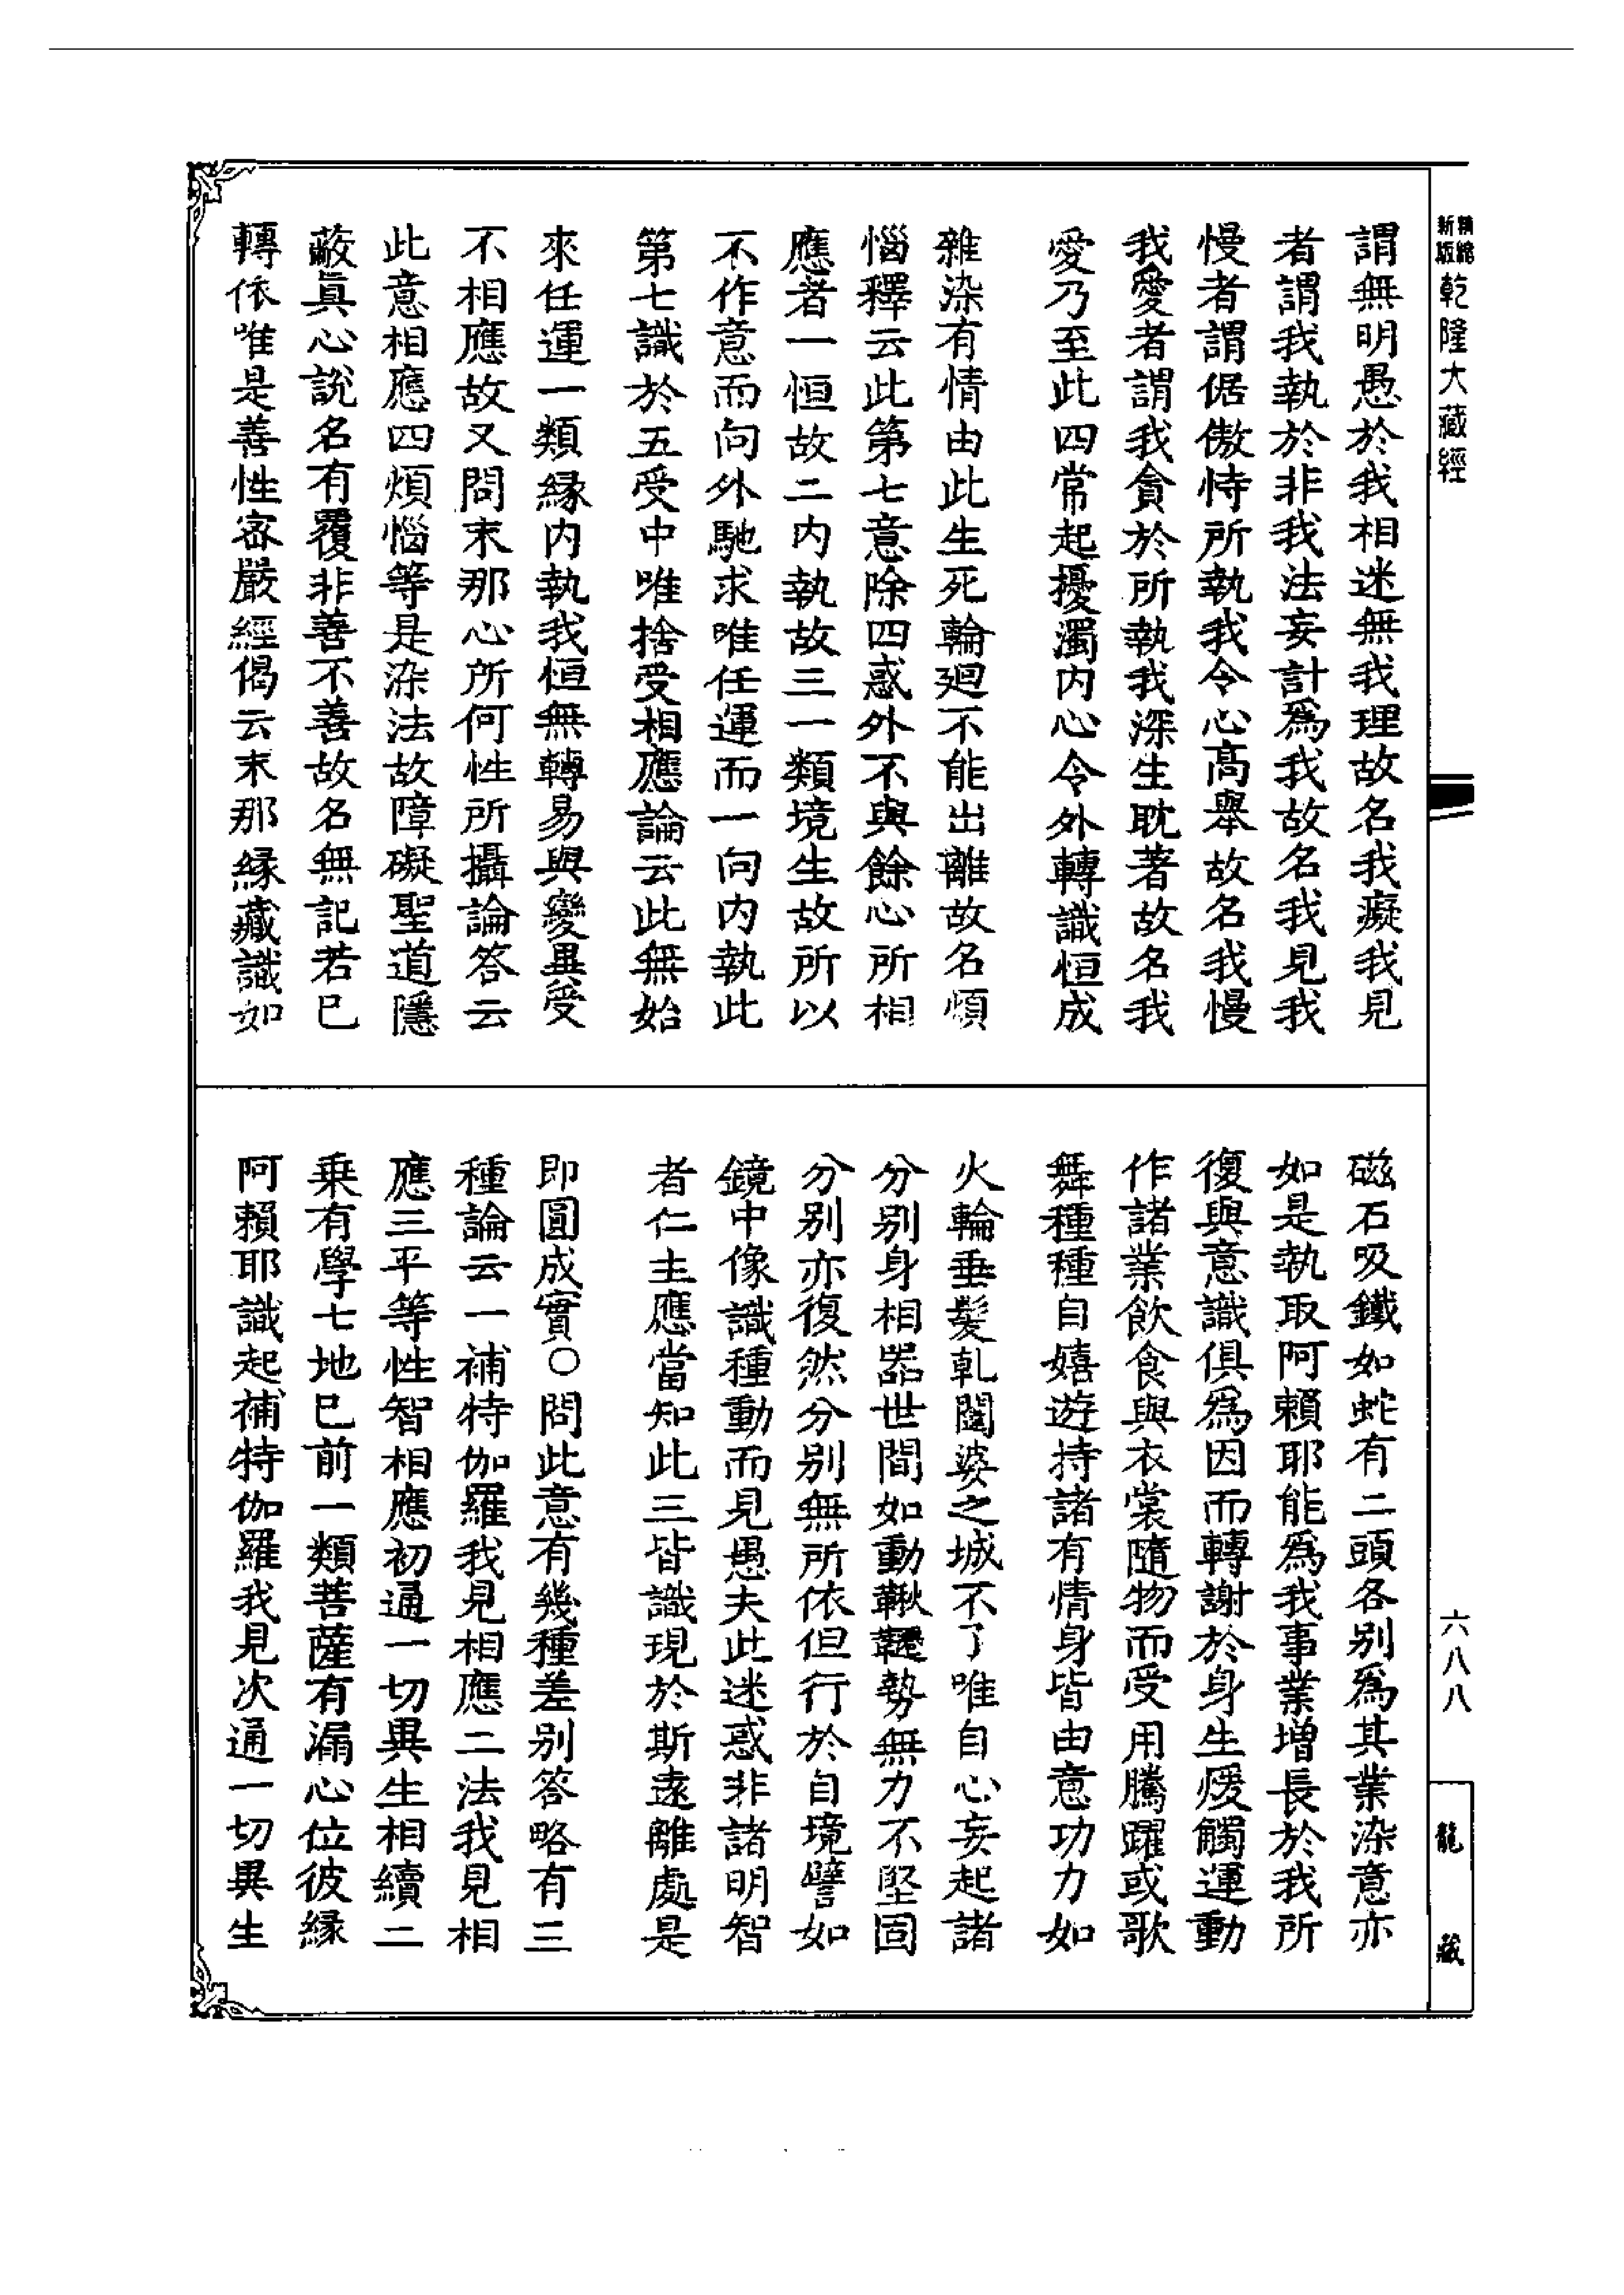 精縮
新版
乾隆大藏經
謂無明愚於我相迷無我理故名我癡我見
者謂我執於非我法妄計爲我故名我見我
慢者謂倨傲恃所執我令心高舉故名我慢
我愛者謂我貪於所執我深生耽著故名我
愛乃至此四常起擾濁内心令外轉識恒成
雜染有情由此生死輪廻不能出離故名煩
惱釋云此第七意除四惑外不與餘心所相
應者一恒故二内執故三一類境生故所以
不作意而向外馳求唯任運而一向内執此
第七識於五受中唯捨受相應論云此無始
來任運一類緣内執我恒無轉易與變異受
不相應故又問末那心所何性所攝論答云
此意相應四煩惱等是染法故障礙聖道隱
蔽眞心說名有覆非善不善故名無記若巳
轉依唯是善性密嚴經偈云末那緣藏識如
磁石吸鐵如蛇有二頭各别爲其業染意亦
如是執取阿賴耶能爲我事業增長於我所
復與意識俱爲因而轉謝於身生煖觸運動
作諸業飲食與衣裳隨物而受用騰躍或歌
舞種種自嬉遊持諸有情身皆由意功力如
火輪垂髮乹闥婆之城不了唯自心妄起諸
分别身相器世間如動鞦韆勢無力不堅固
分别亦復然分别無所依但行於自境譬如
鏡中像識種動而見愚夫此迷惑非諸明智
者仁主應當知此三皆識現於斯遠離處是
即圓成實○問此意有幾種差别答略有三
種論云一補特伽羅我見相應二法我見相
應三平等性智相應初通一切異生相續二
乘有學七地巳前一類菩薩有漏心位彼緣
阿賴耶識起補特伽羅我見次通一切異生
六八八
龍藏